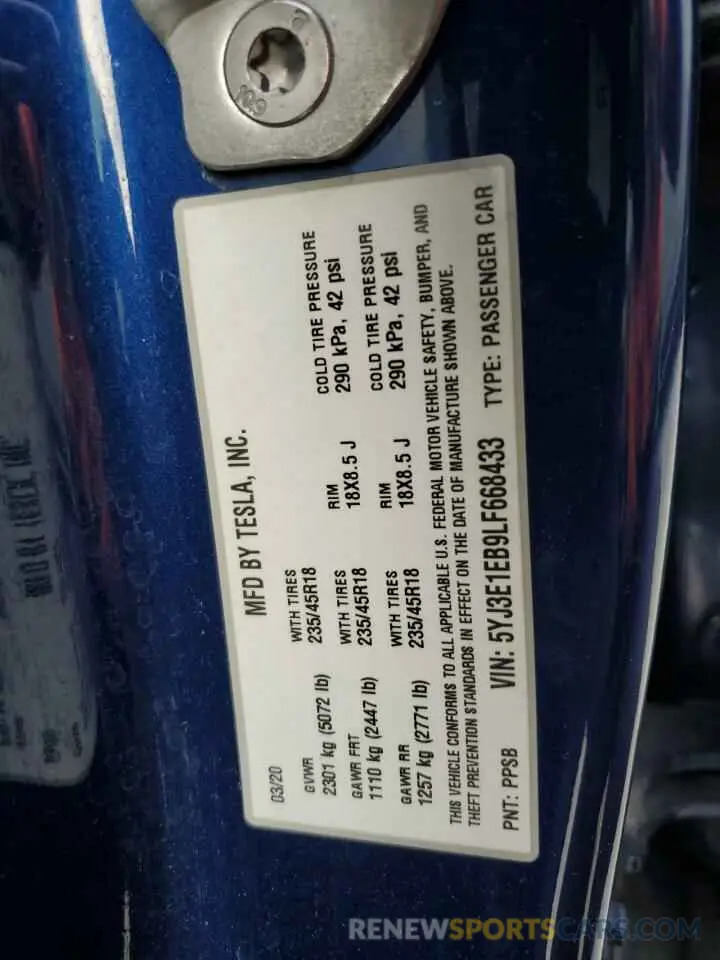 MFD BY TESLA, INC.
03/20
GVWR WITH TIRES RIM COLD TIRE PRESSURE
2301 kg (5072 lb) 235/45R18 18X8.5 J 290 kPa, 42 psi
GAWR FRT WITH TIRES RIM COLD TIRE PRESSURE
1110 kg (2447 lb) 235/45R18 18X8.5 J 290 kPa, 42 psi
GAWR RR WITH TIRES
1257 kg (2771 lb) 235/45R18
THIS VEHICLE CONFORMS TO ALL APPLICABLE U.S. FEDERAL MOTOR VEHICLE SAFETY, BUMPER, AND
THEFT PREVENTION STANDARDS IN EFFECT ON THE DATE OF MANUFACTURE SHOWN ABOVE.
PNT: PPSB VIN: 5YJ3E1EB9LF668433 TYPE: PASSENGER CAR
10.9
RENEWSPORTSCARS.COM